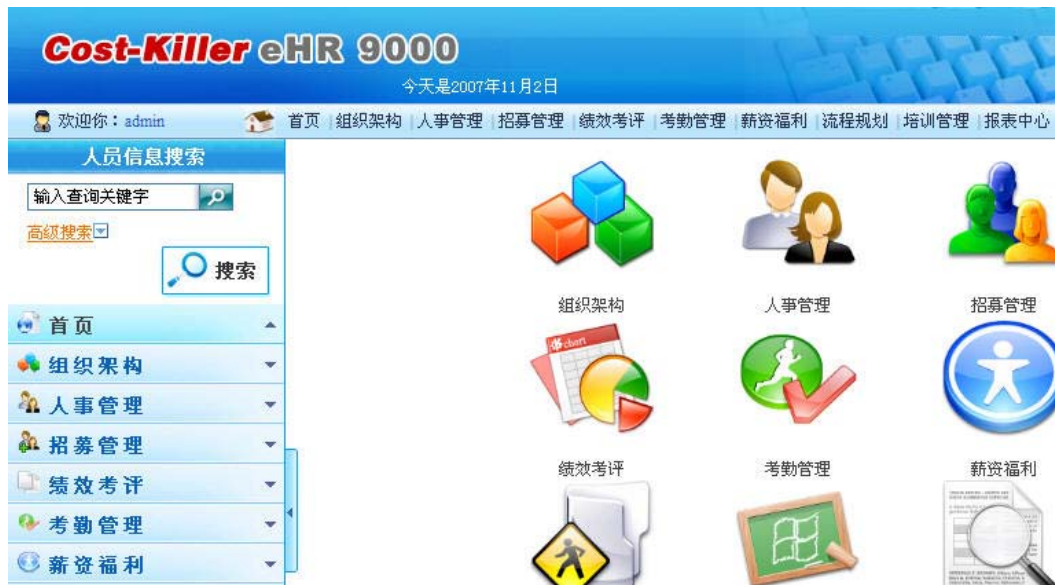 Cost-Killer eHR 9000
今天是2007年11月2日
欢迎你：admin
首页 组织架构 人事管理 招募管理 绩效考评 考勤管理 薪资福利 流程规划 培训管理 报表中心
人员信息搜索
输入查询关键字
高级搜索
搜索
首页
组织架构
人事管理
招募管理
绩效考评
考勤管理
薪资福利
组织架构 人事管理 招募管理
chart
绩效考评 考勤管理 薪资福利